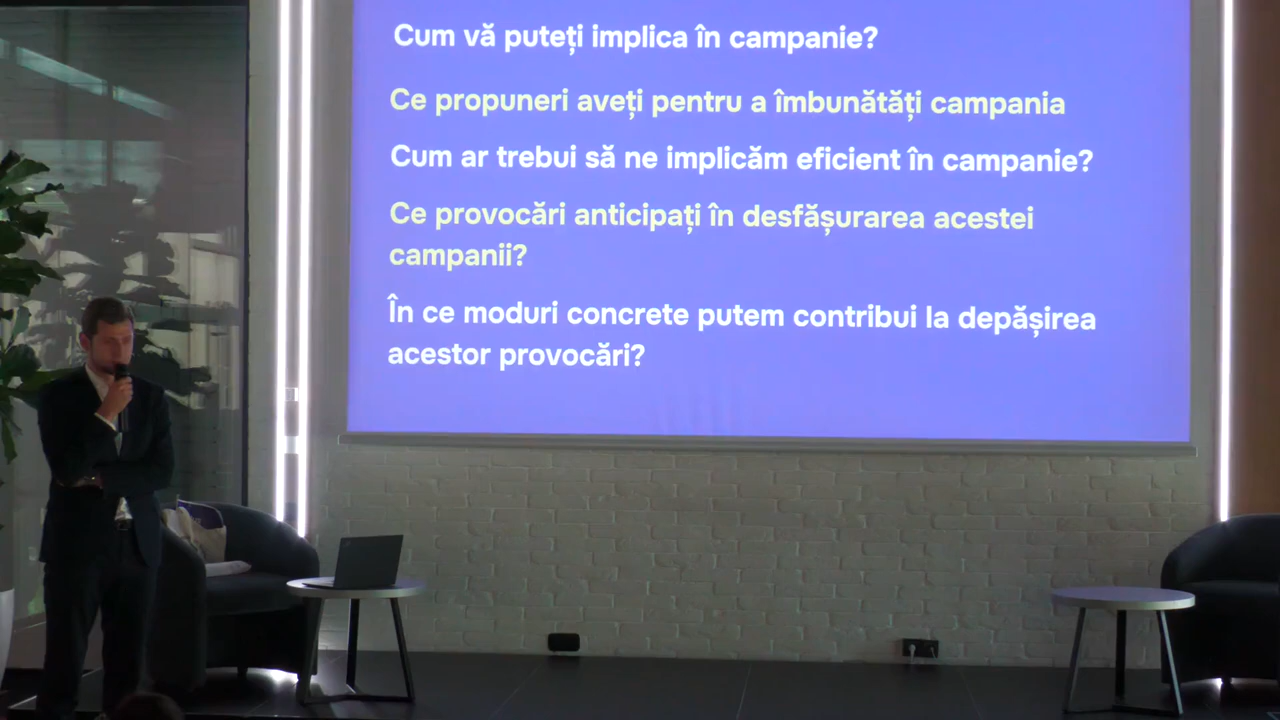 Cum vă puteți implica în campanie?
Ce propuneri aveți pentru a îmbunătăți campania
Cum ar trebui să ne implicăm eficient în campanie?
Ce provocări anticipați în desfășurarea acestei
campanii?
În ce moduri concrete putem contribui la depășirea
acestor provocări?